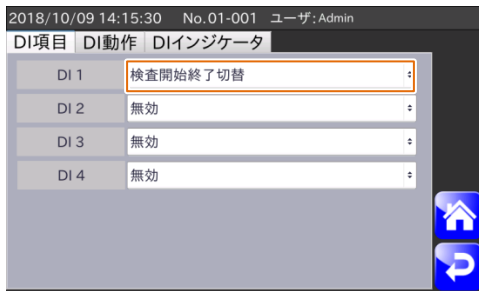 2018/10/09 14:15:30 No.01-001 ユーザ:Admin
DI項目 DI動作 DIインジケータ
DI 1 検査開始終了切替
DI 2 無効
DI 3 無効
DI 4 無効